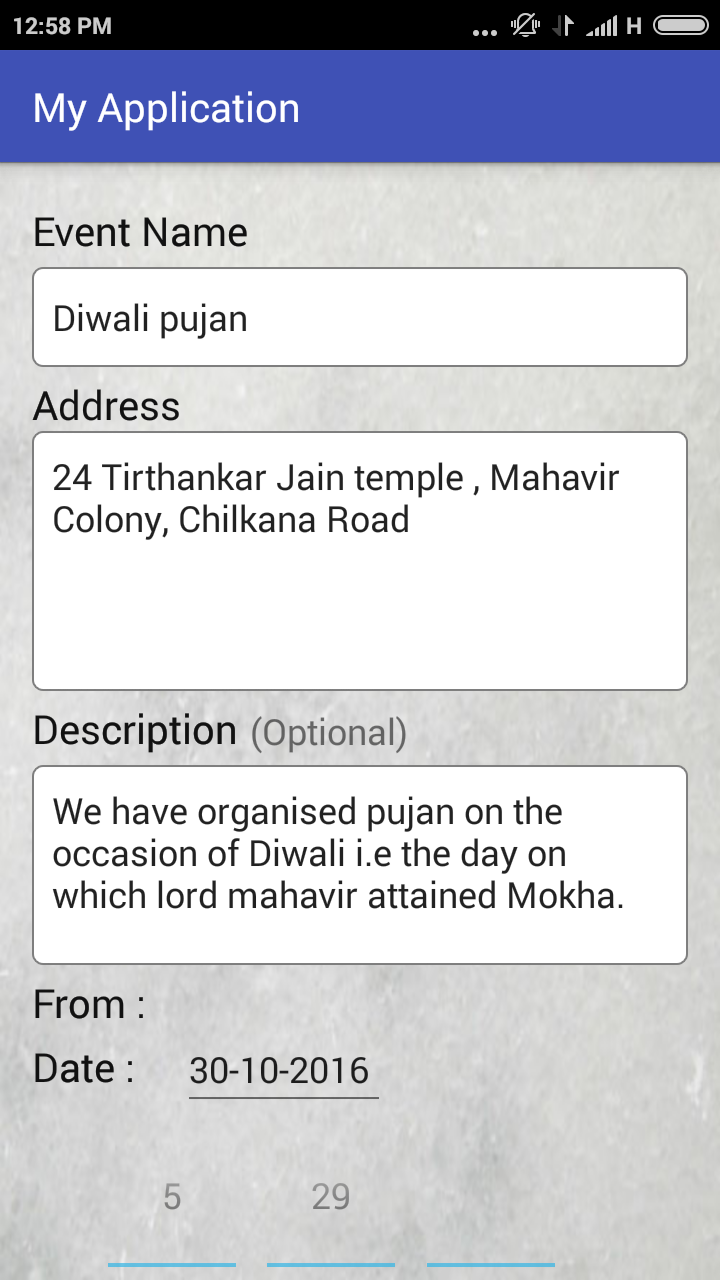 12:58 PM
H
My Application
Event Name
Diwali pujan
Address
24 Tirthankar Jain temple , Mahavir
Colony, Chilkana Road
Description (Optional)
We have organised pujan on the
occasion of Diwali i.e the day on
which lord mahavir attained Mokha.
From :
Date : 30-10-2016
5 29